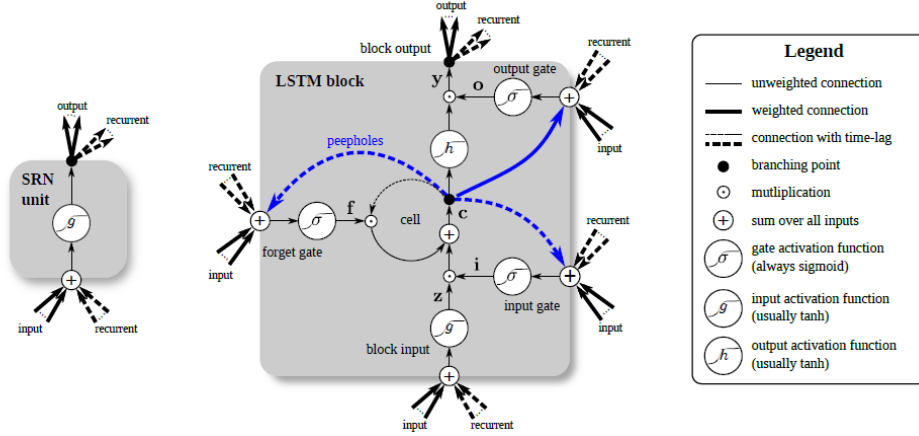 output
recurrent
SRN
unit
g
input
recurrent
output
recurrent
block output
LSTM block
y
o
output gate
σ
recurrent
input
h
peepholes
recurrent
f
σ
cell
c
forget gate
input
recurrent
i
σ
z
input gate
input
g
block input
input
recurrent
Legend
unweighted connection
weighted connection
connection with time-lag
branching point
mutliplication
sum over all inputs
σ
gate activation function
(always sigmoid)
g
input activation function
(usually tanh)
h
output activation function
(usually tanh)